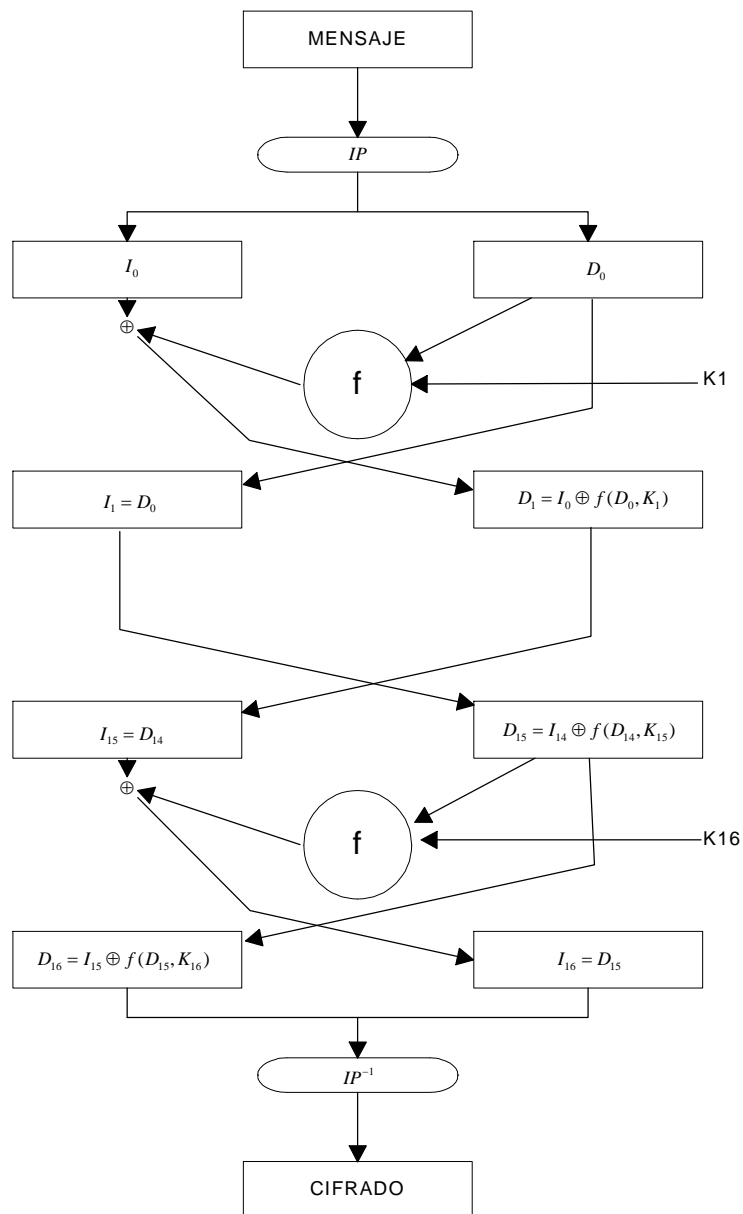 MENSAJE
IP
I₀
D₀
⊕
f
K1
I₁ = D₀
D₁ = I₀ ⊕ f(D₀, K₁)
I₁₅ = D₁₄
D₁₅ = I₁₄ ⊕ f(D₁₄, K₁₅)
⊕
f
K16
D₁₆ = I₁₅ ⊕ f(D₁₅, K₁₆)
I₁₆ = D₁₅
IP⁻¹
CIFRADO